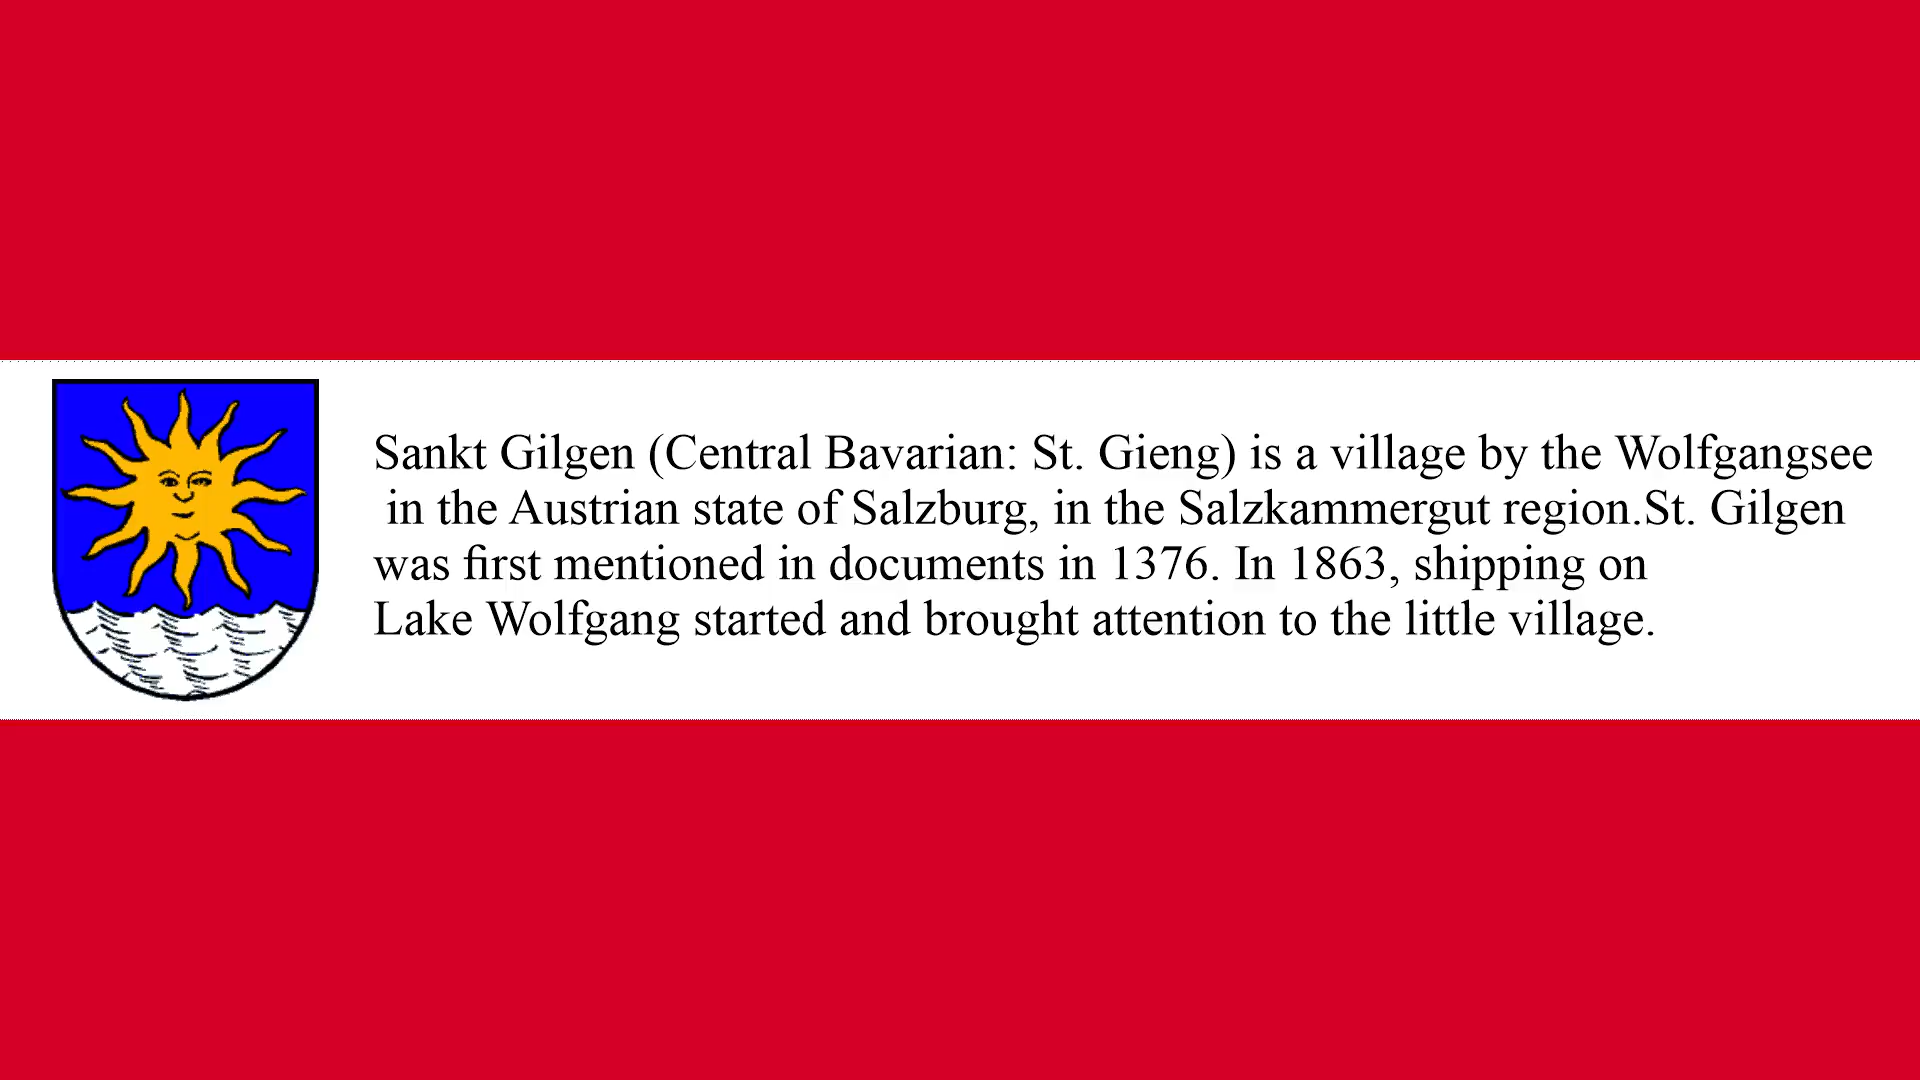 Sankt Gilgen (Central Bavarian: St. Gieng) is a village by the Wolfgangsee
in the Austrian state of Salzburg, in the Salzkammergut region.St. Gilgen
was first mentioned in documents in 1376. In 1863, shipping on
Lake Wolfgang started and brought attention to the little village.